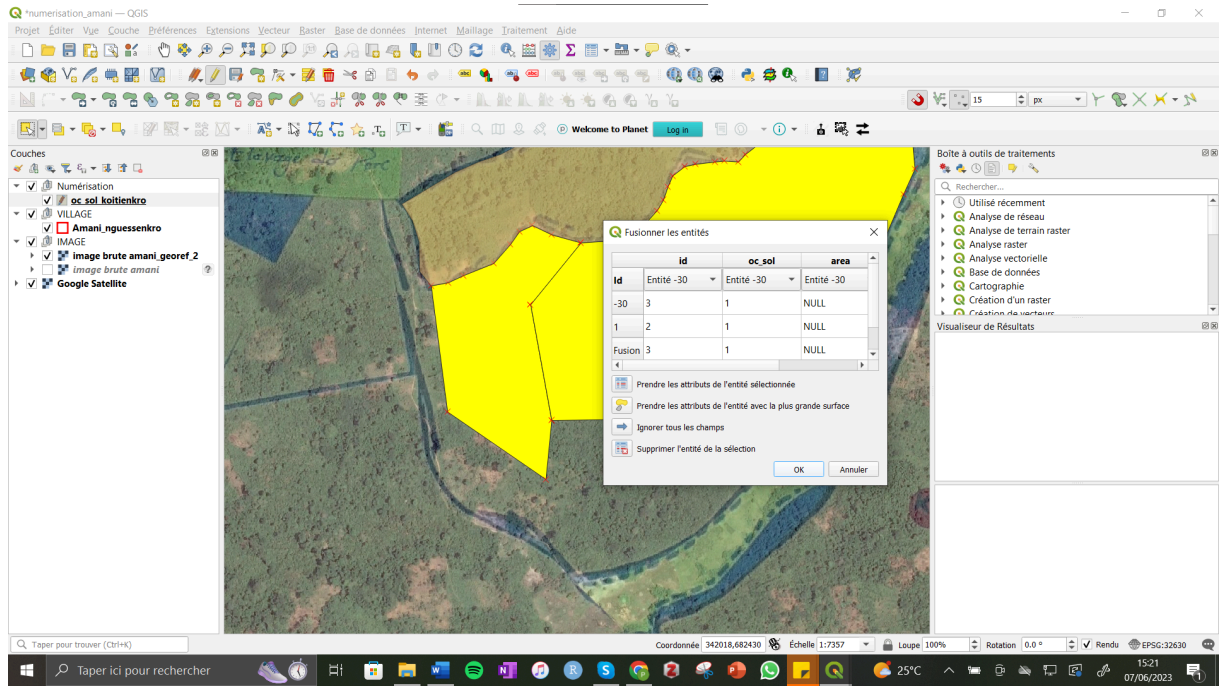 *numerisation_amani — QGIS
Projet Éditer Vue Couche Préférences Extensions Vecteur Raster Base de données Internet Maillage Traitement Aide
15 px
Welcome to Planet Log in
Couches
Numérisation
oc_sol_koitienkro
VILLAGE
Amani_nguessenkro
IMAGE
image brute amani_georef_2
image brute amani ?
Google Satellite
Fusionner les entités
id oc_sol area
Id Entité -30 Entité -30 Entité -30
-30 3 1 NULL
1 2 1 NULL
Fusion 3 1 NULL
Prendre les attributs de l'entité sélectionnée
Prendre les attributs de l'entité avec la plus grande surface
Ignorer tous les champs
Supprimer l'entité de la sélection
OK Annuler
Boîte à outils de traitements
Rechercher...
Utilisé récemment
Analyse de réseau
Analyse de terrain raster
Analyse raster
Analyse vectorielle
Base de données
Cartographie
Création d'un raster
Création de vecteurs
Visualiseur de Résultats
Taper pour trouver (Ctrl+K)
Coordonnée 342018,682430 Échelle 1:7357 Loupe 100% Rotation 0.0 ° Rendu EPSG:32630
Taper ici pour rechercher
25°C
15:21
07/06/2023